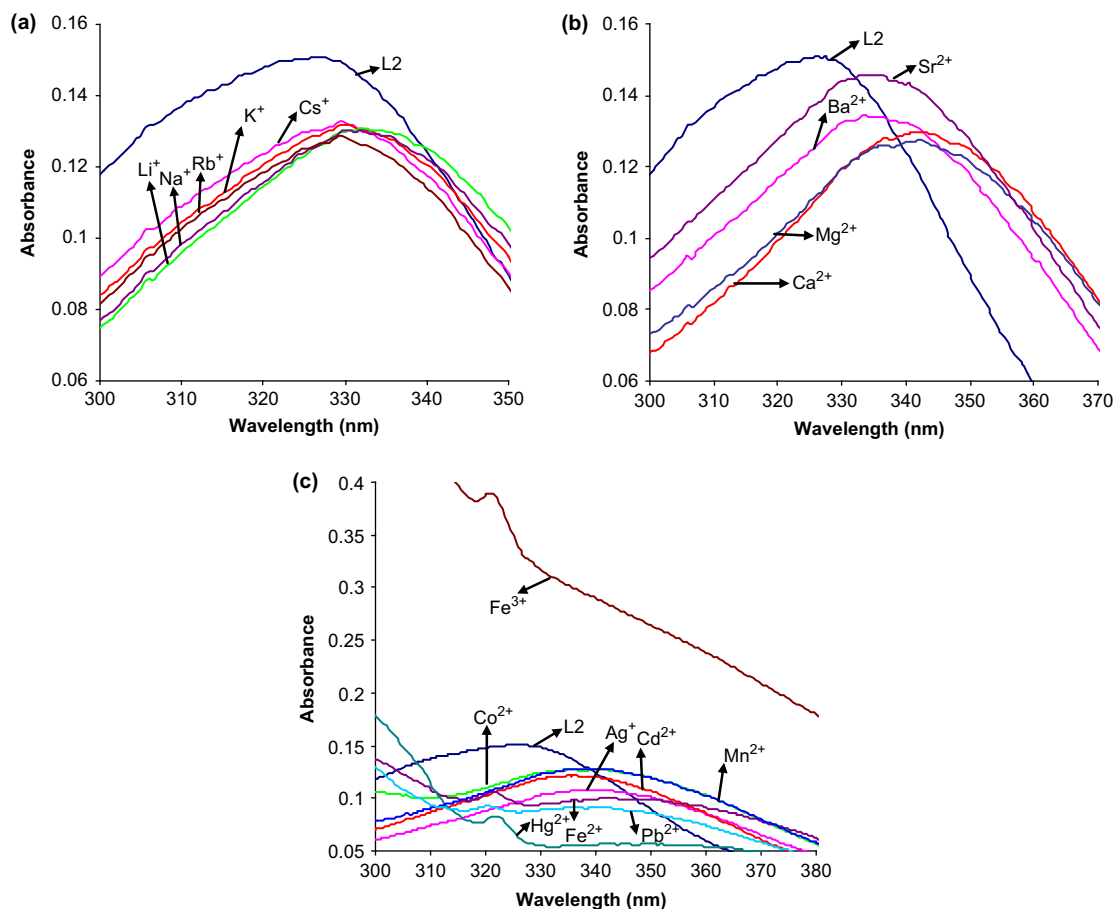 (a)
0.16
0.14
0.12
0.1
0.08
0.06
L2
K⁺
Cs⁺
Li⁺
Na⁺
Rb⁺
Absorbance
300 310 320 330 340 350
Wavelength (nm)
(b)
0.16
0.14
0.12
0.1
0.08
0.06
L2
Sr²⁺
Ba²⁺
Mg²⁺
Ca²⁺
Absorbance
300 310 320 330 340 350 360 370
Wavelength (nm)
(c)
0.4
0.35
0.3
0.25
0.2
0.15
0.1
0.05
Fe³⁺
Co²⁺
L2
Ag⁺
Cd²⁺
Mn²⁺
Hg²⁺
Fe²⁺
Pb²⁺
Absorbance
300 310 320 330 340 350 360 370 380
Wavelength (nm)